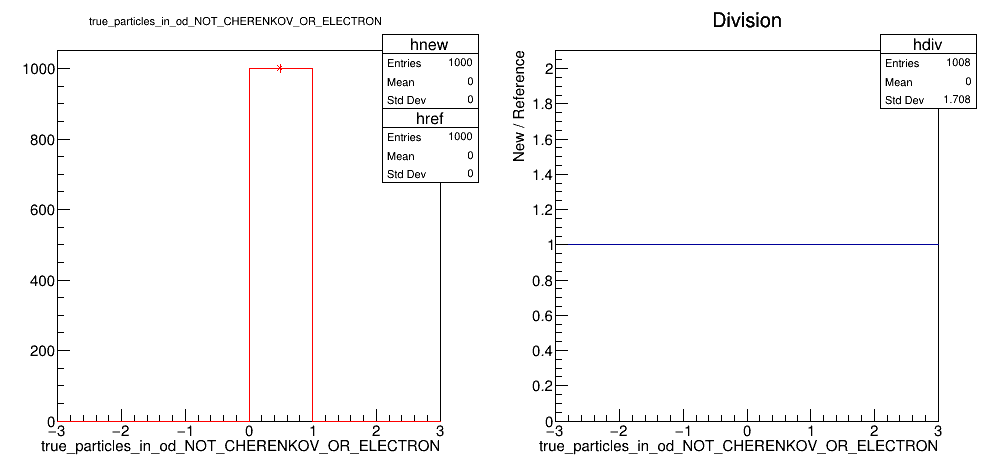 true_particles_in_od_NOT_CHERENKOV_OR_ELECTRON
hnew
Entries 1000
Mean 0
Std Dev 0
href
Entries 1000
Mean 0
Std Dev 0
1000
800
600
400
200
0
−3 −2 −1 0 1 2 3
true_particles_in_od_NOT_CHERENKOV_OR_ELECTRON
Division
hdiv
Entries 1008
Mean 0
Std Dev 1.708
New / Reference
2
1.8
1.6
1.4
1.2
1
0.8
0.6
0.4
0.2
0
−3 −2 −1 0 1 2 3
true_particles_in_od_NOT_CHERENKOV_OR_ELECTRON